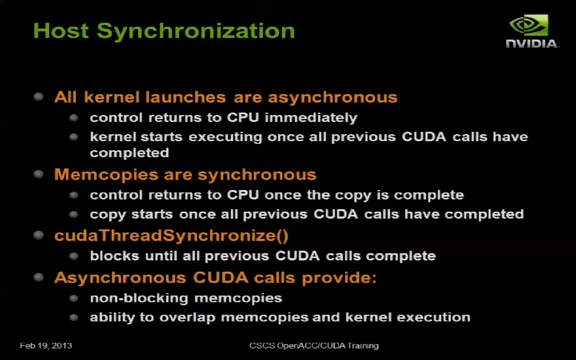 Host Synchronization
NVIDIA.
All kernel launches are asynchronous
control returns to CPU immediately
kernel starts executing once all previous CUDA calls have
completed
Memcopies are synchronous
control returns to CPU once the copy is complete
copy starts once all previous CUDA calls have completed
cudaThreadSynchronize()
blocks until all previous CUDA calls complete
Asynchronous CUDA calls provide:
non-blocking memcopies
ability to overlap memcopies and kernel execution
Feb 19, 2013
CSCS OpenACC/CUDA Training